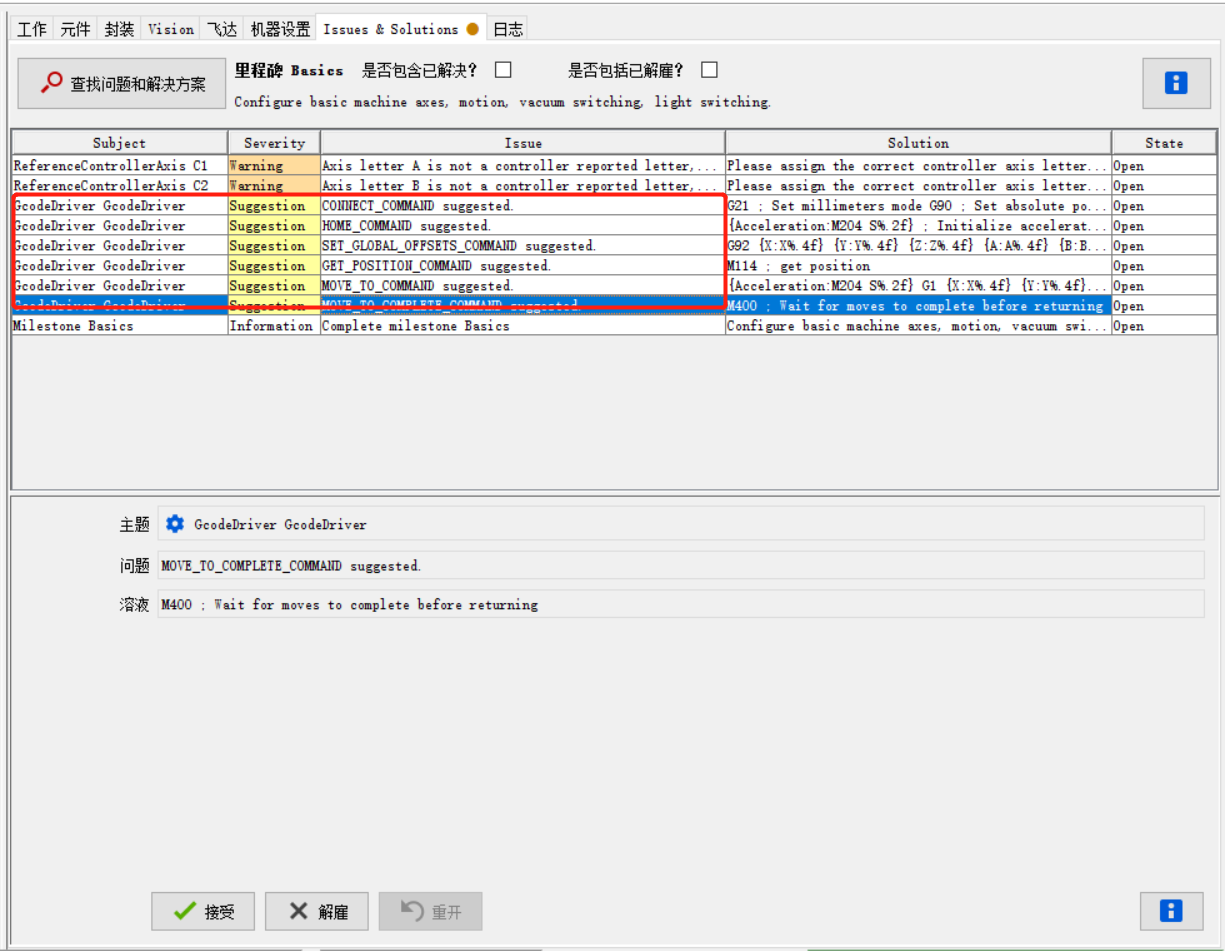 工作 元件 封装 Vision 飞达 机器设置 Issues & Solutions 日志
查找问题和解决方案
里程碑 Basics 是否包含已解决? 是否包括已解雇?
Configure basic machine axes, motion, vacuum switching, light switching.
Subject Severity Issue Solution State
ReferenceControllerAxis C1 Warning Axis letter A is not a controller reported letter,... Please assign the correct controller axis letter... Open
ReferenceControllerAxis C2 Warning Axis letter B is not a controller reported letter,... Please assign the correct controller axis letter... Open
GcodeDriver GcodeDriver Suggestion CONNECT_COMMAND suggested. G21 ; Set millimeters mode G90 ; Set absolute po... Open
GcodeDriver GcodeDriver Suggestion HOME_COMMAND suggested. {Acceleration:M204 S%.2f} ; Initialize accelerat... Open
GcodeDriver GcodeDriver Suggestion SET_GLOBAL_OFFSETS_COMMAND suggested. G92 {X:X%.4f} {Y:Y%.4f} {Z:Z%.4f} {A:A%.4f} {B:B... Open
GcodeDriver GcodeDriver Suggestion GET_POSITION_COMMAND suggested. M114 ; get position Open
GcodeDriver GcodeDriver Suggestion MOVE_TO_COMMAND suggested. {Acceleration:M204 S%.2f} G1 {X:X%.4f} {Y:Y%.4f}... Open
GcodeDriver GcodeDriver Suggestion MOVE_TO_COMPLETE_COMMAND suggested. M400 ; Wait for moves to complete before returning Open
Milestone Basics Information Complete milestone Basics Configure basic machine axes, motion, vacuum swi... Open
主题 GcodeDriver GcodeDriver
问题 MOVE_TO_COMPLETE_COMMAND suggested.
溶液 M400 ; Wait for moves to complete before returning
接受 解雇 重开